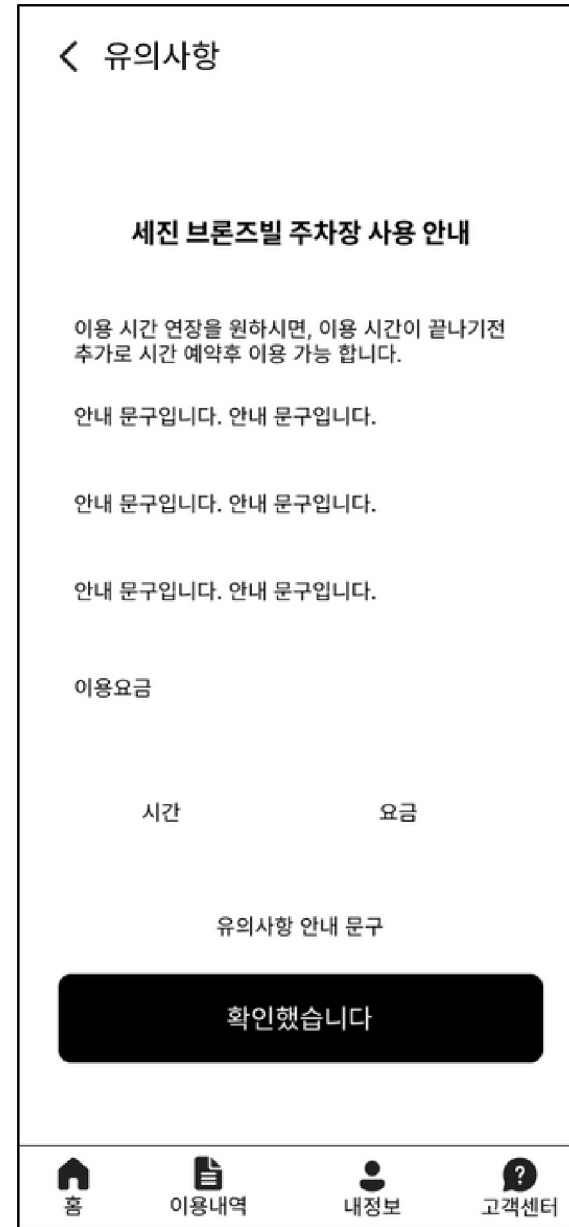 유의사항
세진 브론즈빌 주차장 사용 안내
이용 시간 연장을 원하시면, 이용 시간이 끝나기전
추가로 시간 예약후 이용 가능 합니다.
안내 문구입니다. 안내 문구입니다.
안내 문구입니다. 안내 문구입니다.
안내 문구입니다. 안내 문구입니다.
이용요금
시간 요금
유의사항 안내 문구
확인했습니다
홈 이용내역 내정보 고객센터